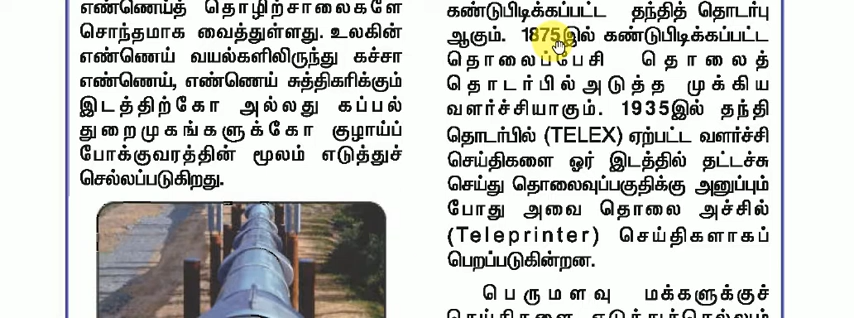 எண்ணெய்த் தொழிற்சாலைகளே
சொந்தமாக வைத்துள்ளது. உலகின்
எண்ணெய் வயல்களிலிருந்து கச்சா
எண்ணெய், எண்ணெய் சுத்திகரிக்கும்
இடத்திற்கோ அல்லது கப்பல்
துறைமுகங்களுக்கோ குழாய்ப்
போக்குவரத்தின் மூலம் எடுத்துச்
செல்லப்படுகிறது.
கண்டுபிடிக்கப்பட்ட தந்தித் தொடர்பு
ஆகும். 1875இல் கண்டுபிடிக்கப்பட்ட
தொலைப்பேசி தொலைத்
தொடர்பில் அடுத்த முக்கிய
வளர்ச்சியாகும். 1935இல் தந்தி
தொடர்பில் (TELEX) ஏற்பட்ட வளர்ச்சி
செய்திகளை ஓர் இடத்தில் தட்டச்சு
செய்து தொலைவுப்பகுதிக்கு அனுப்பும்
போது அவை தொலை அச்சில்
(Teleprinter) செய்திகளாகப்
பெறப்படுகின்றன.
பெருமளவு மக்களுக்குச்
செய்திகளை எடுத்துச்செல்லும்